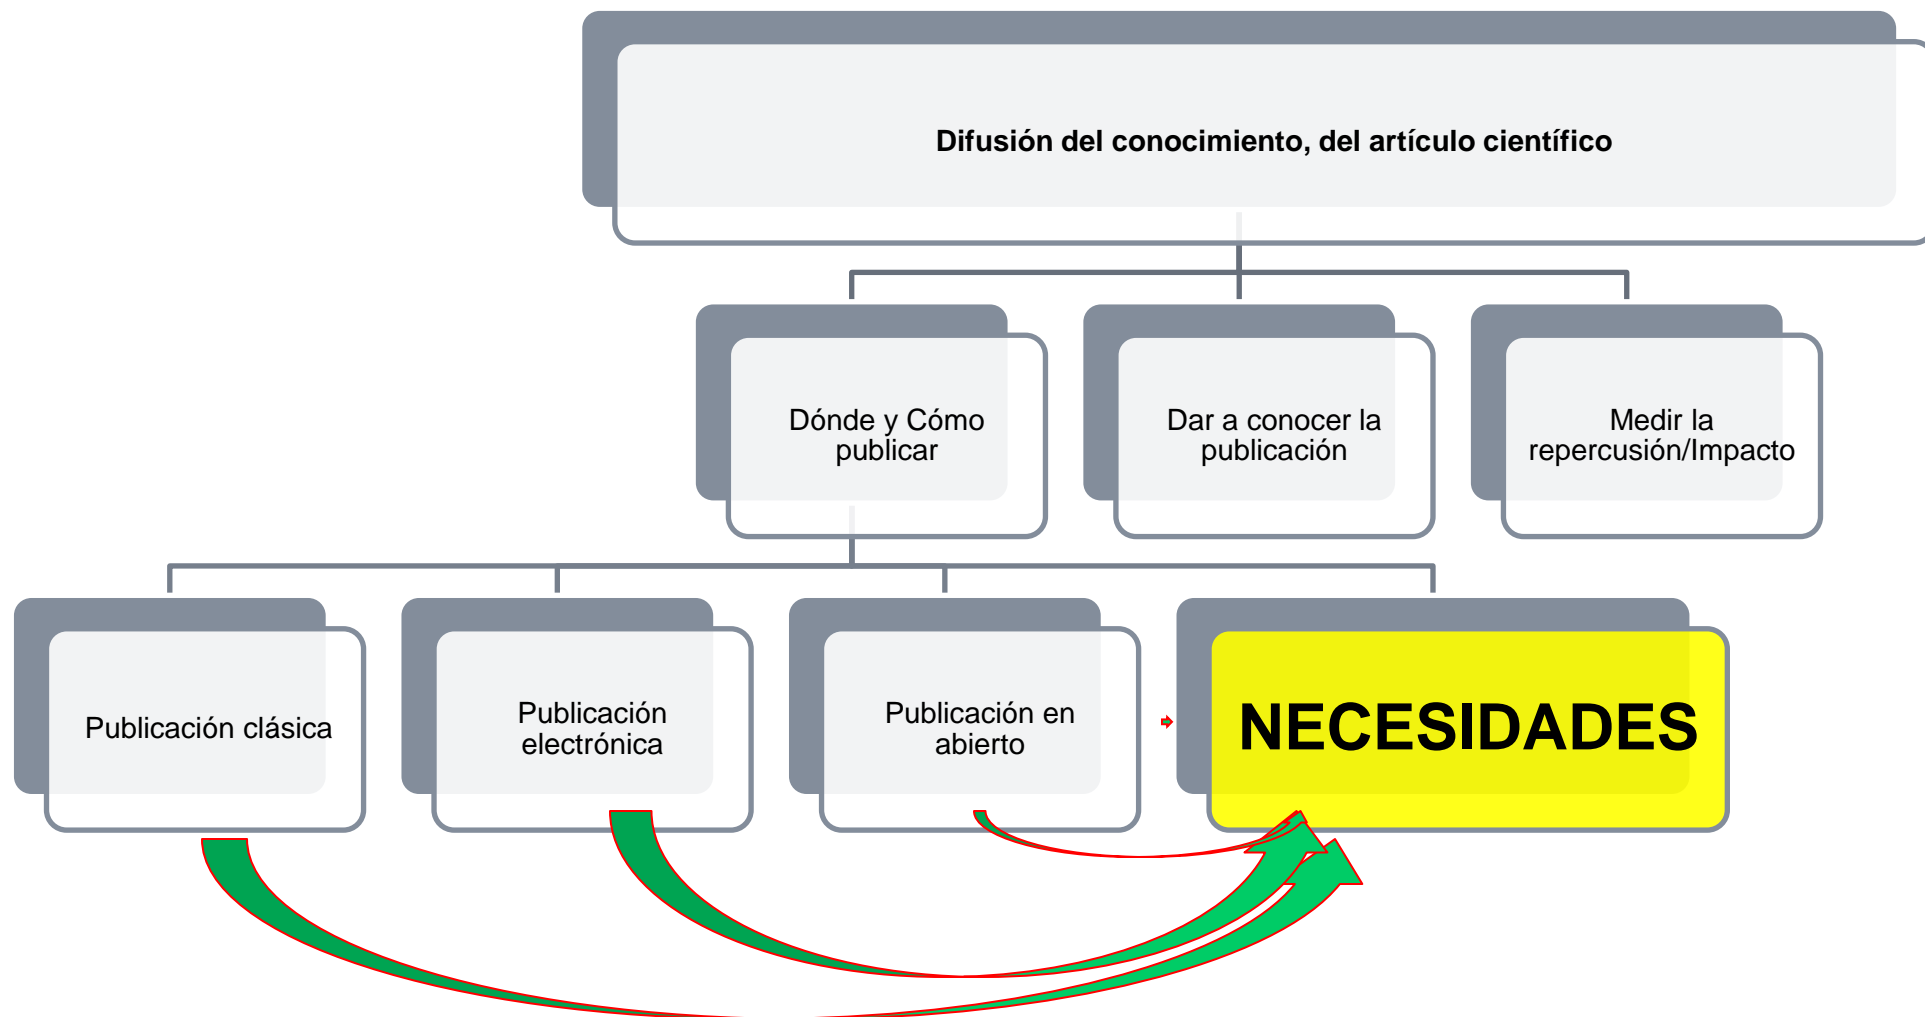 Difusión del conocimiento, del artículo científico
Dónde y Cómo
publicar
Dar a conocer la
publicación
Medir la
repercusión/Impacto
Publicación clásica
Publicación
electrónica
Publicación en
abierto
NECESIDADES